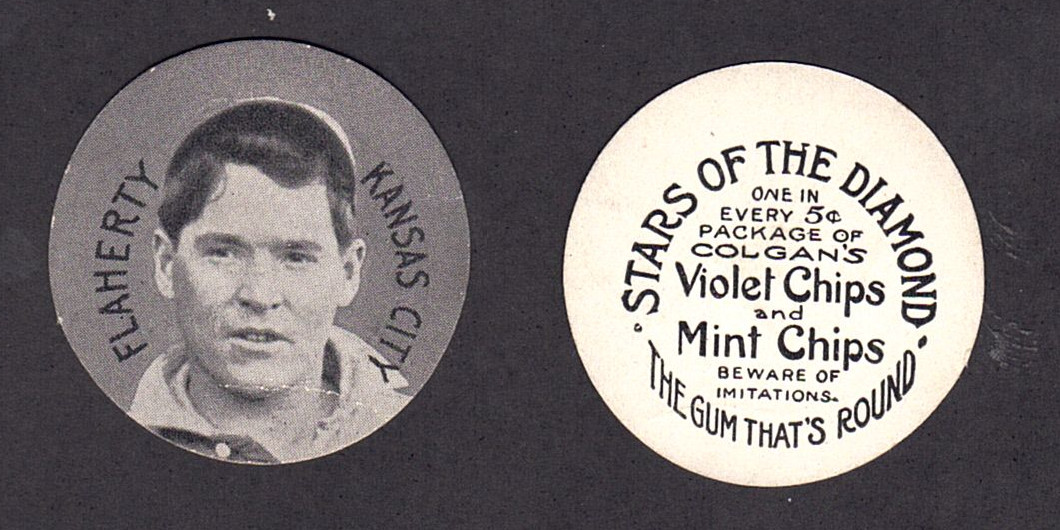 FLAHERTY
KANSAS CITY
STARS OF THE DIAMOND
ONE IN
EVERY 5¢
PACKAGE OF
COLGAN'S
Violet Chips
and
Mint Chips
BEWARE OF
IMITATIONS.
THE GUM THAT'S ROUND